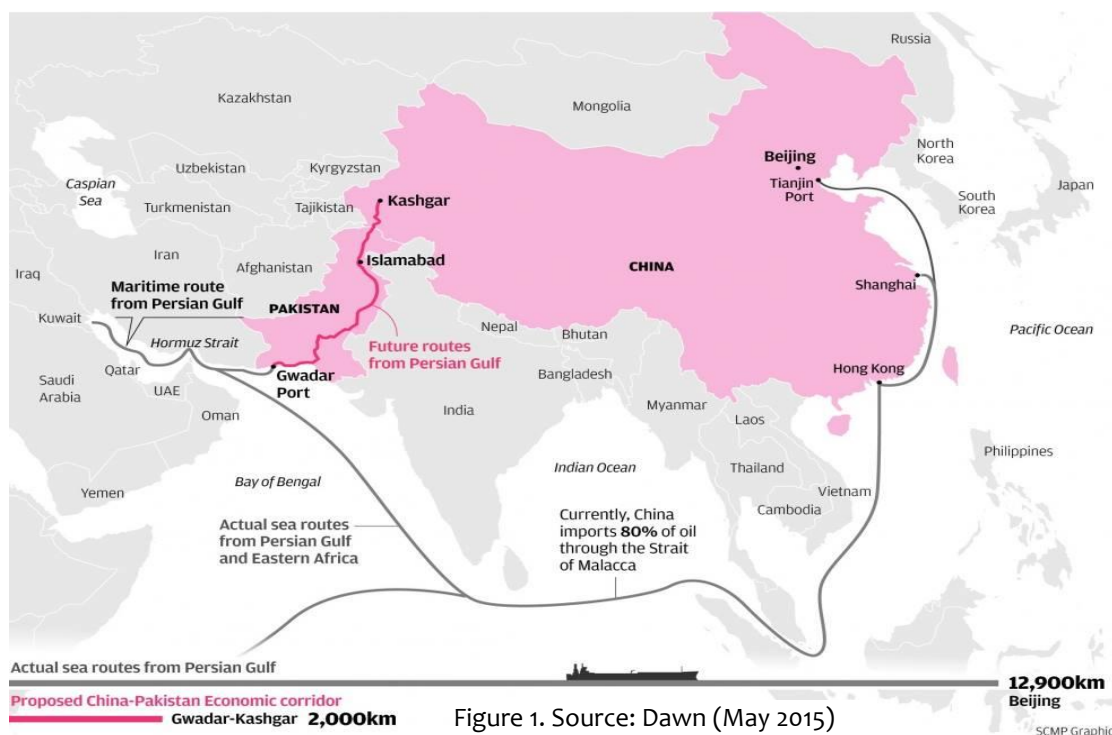 Russia
Kazakhstan
Mongolia
Uzbekistan
Kyrgyzstan
Caspian
Sea
Turkmenistan
Tajikistan
Kashgar
Beijing
Tianjin
Port
North
Korea
South
Korea
Japan
Iran
Iraq
Afghanistan
Islamabad
CHINA
Shanghai
Maritime route
from Persian Gulf
PAKISTAN
Kuwait
Hormuz Strait
Future routes
from Persian Gulf
Nepal
Bhutan
Pacific Ocean
Qatar
Gwadar
Port
Bangladesh
Hong Kong
Saudi
Arabia
UAE
Oman
India
Myanmar
Laos
Philippines
Yemen
Bay of Bengal
Indian Ocean
Thailand
Vietnam
Cambodia
Actual sea routes
from Persian Gulf
and Eastern Africa
Currently, China
imports 80% of oil
through the Strait
of Malacca
Actual sea routes from Persian Gulf
12,900km
Beijing
Proposed China-Pakistan Economic corridor
Gwadar-Kashgar 2,000km
Figure 1. Source: Dawn (May 2015)
SCMP Graphic